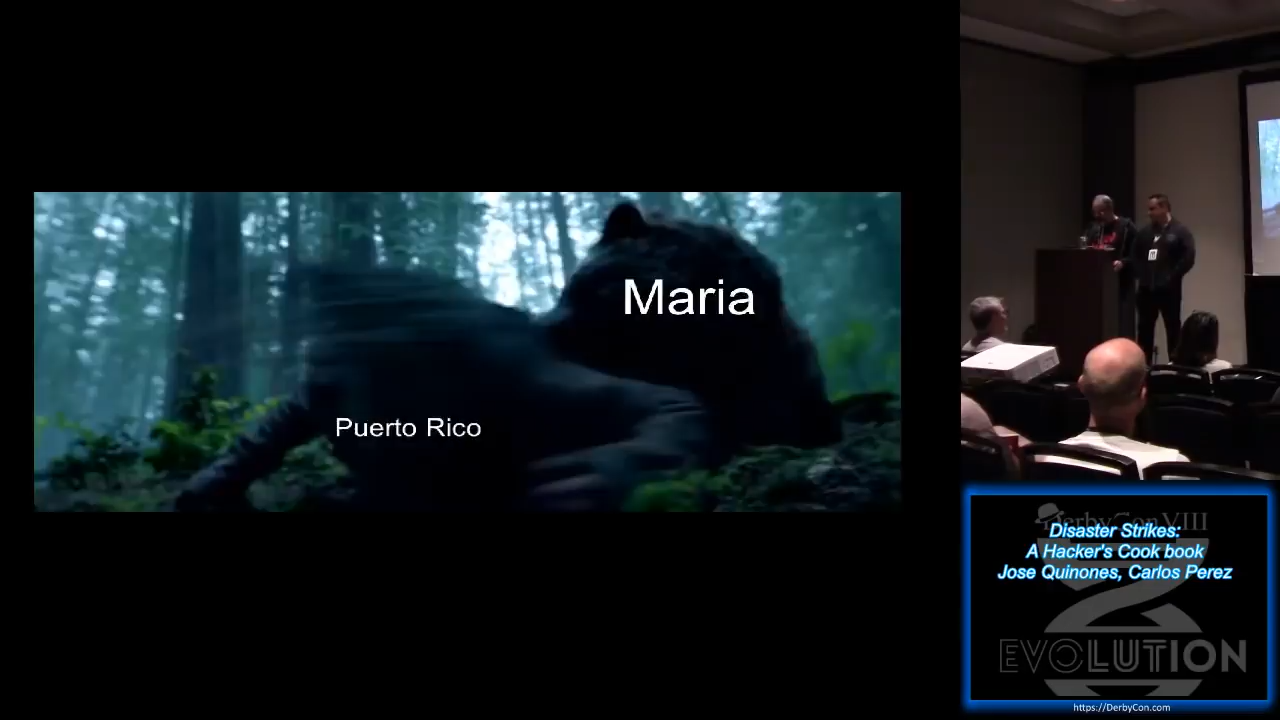 Maria
Puerto Rico
DerbyCon VIII
Disaster Strikes:
A Hacker's Cook book
Jose Quinones, Carlos Perez
EVOLUTION
https://DerbyCon.com